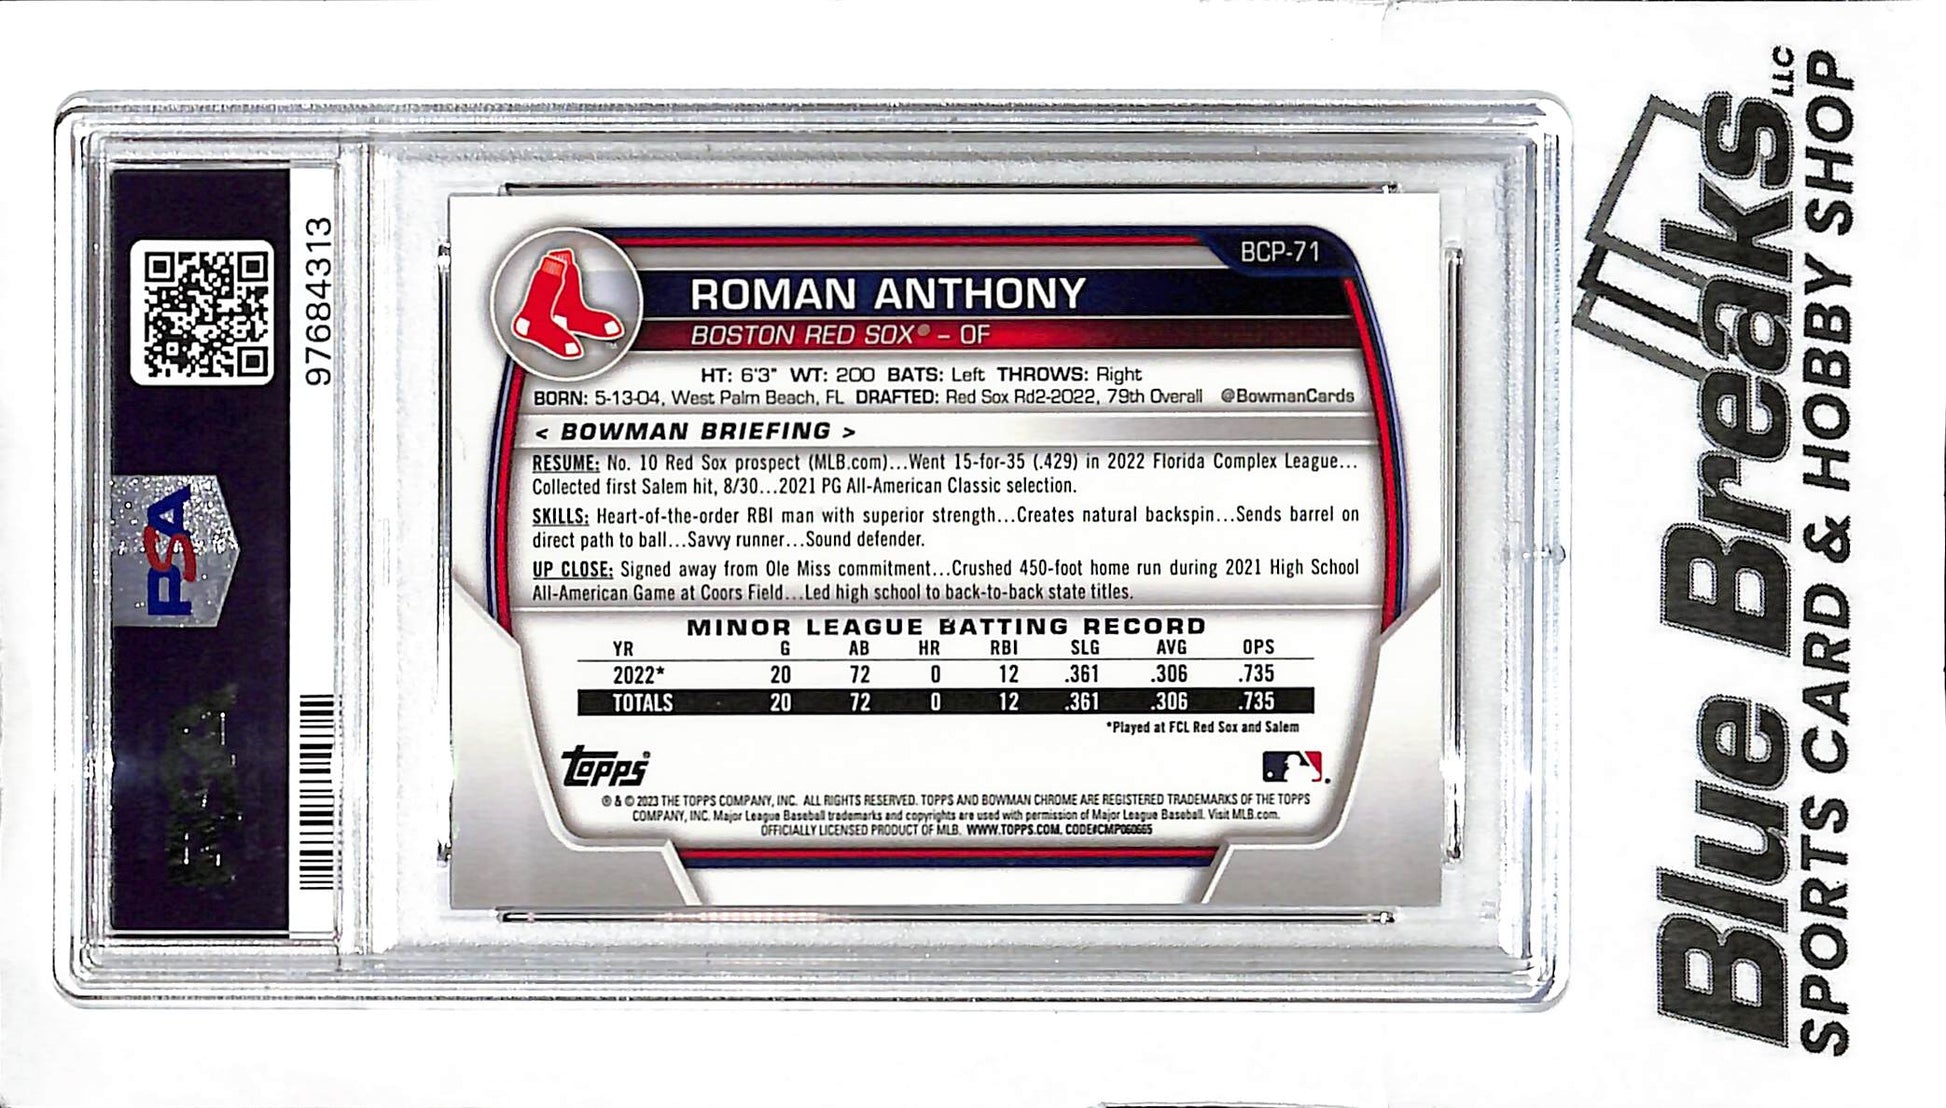 97684313
PSA
BCP-71
ROMAN ANTHONY
BOSTON RED SOX® – OF
HT: 6'3" WT: 200 BATS: Left THROWS: Right
BORN: 5-13-04, West Palm Beach, FL DRAFTED: Red Sox Rd2-2022, 79th Overall @BowmanCards
< BOWMAN BRIEFING >
RESUME: No. 10 Red Sox prospect (MLB.com)...Went 15-for-35 (.429) in 2022 Florida Complex League...
Collected first Salem hit, 8/30...2021 PG All-American Classic selection.
SKILLS: Heart-of-the-order RBI man with superior strength...Creates natural backspin...Sends barrel on
direct path to ball...Savvy runner...Sound defender.
UP CLOSE: Signed away from Ole Miss commitment...Crushed 450-foot home run during 2021 High School
All-American Game at Coors Field...Led high school to back-to-back state titles.
MINOR LEAGUE BATTING RECORD
YR G AB HR RBI SLG AVG OPS
2022* 20 72 0 12 .361 .306 .735
TOTALS 20 72 0 12 .361 .306 .735
*Played at FCL Red Sox and Salem
Topps®
® & © 2023 THE TOPPS COMPANY, INC. ALL RIGHTS RESERVED. TOPPS AND BOWMAN CHROME ARE REGISTERED TRADEMARKS OF THE TOPPS
COMPANY, INC. Major League Baseball trademarks and copyrights are used with permission of Major League Baseball. Visit MLB.com.
OFFICIALLY LICENSED PRODUCT OF MLB. WWW.TOPPS.COM. CODE#CMP060665
Blue Breaks LLC
SPORTS CARD & HOBBY SHOP